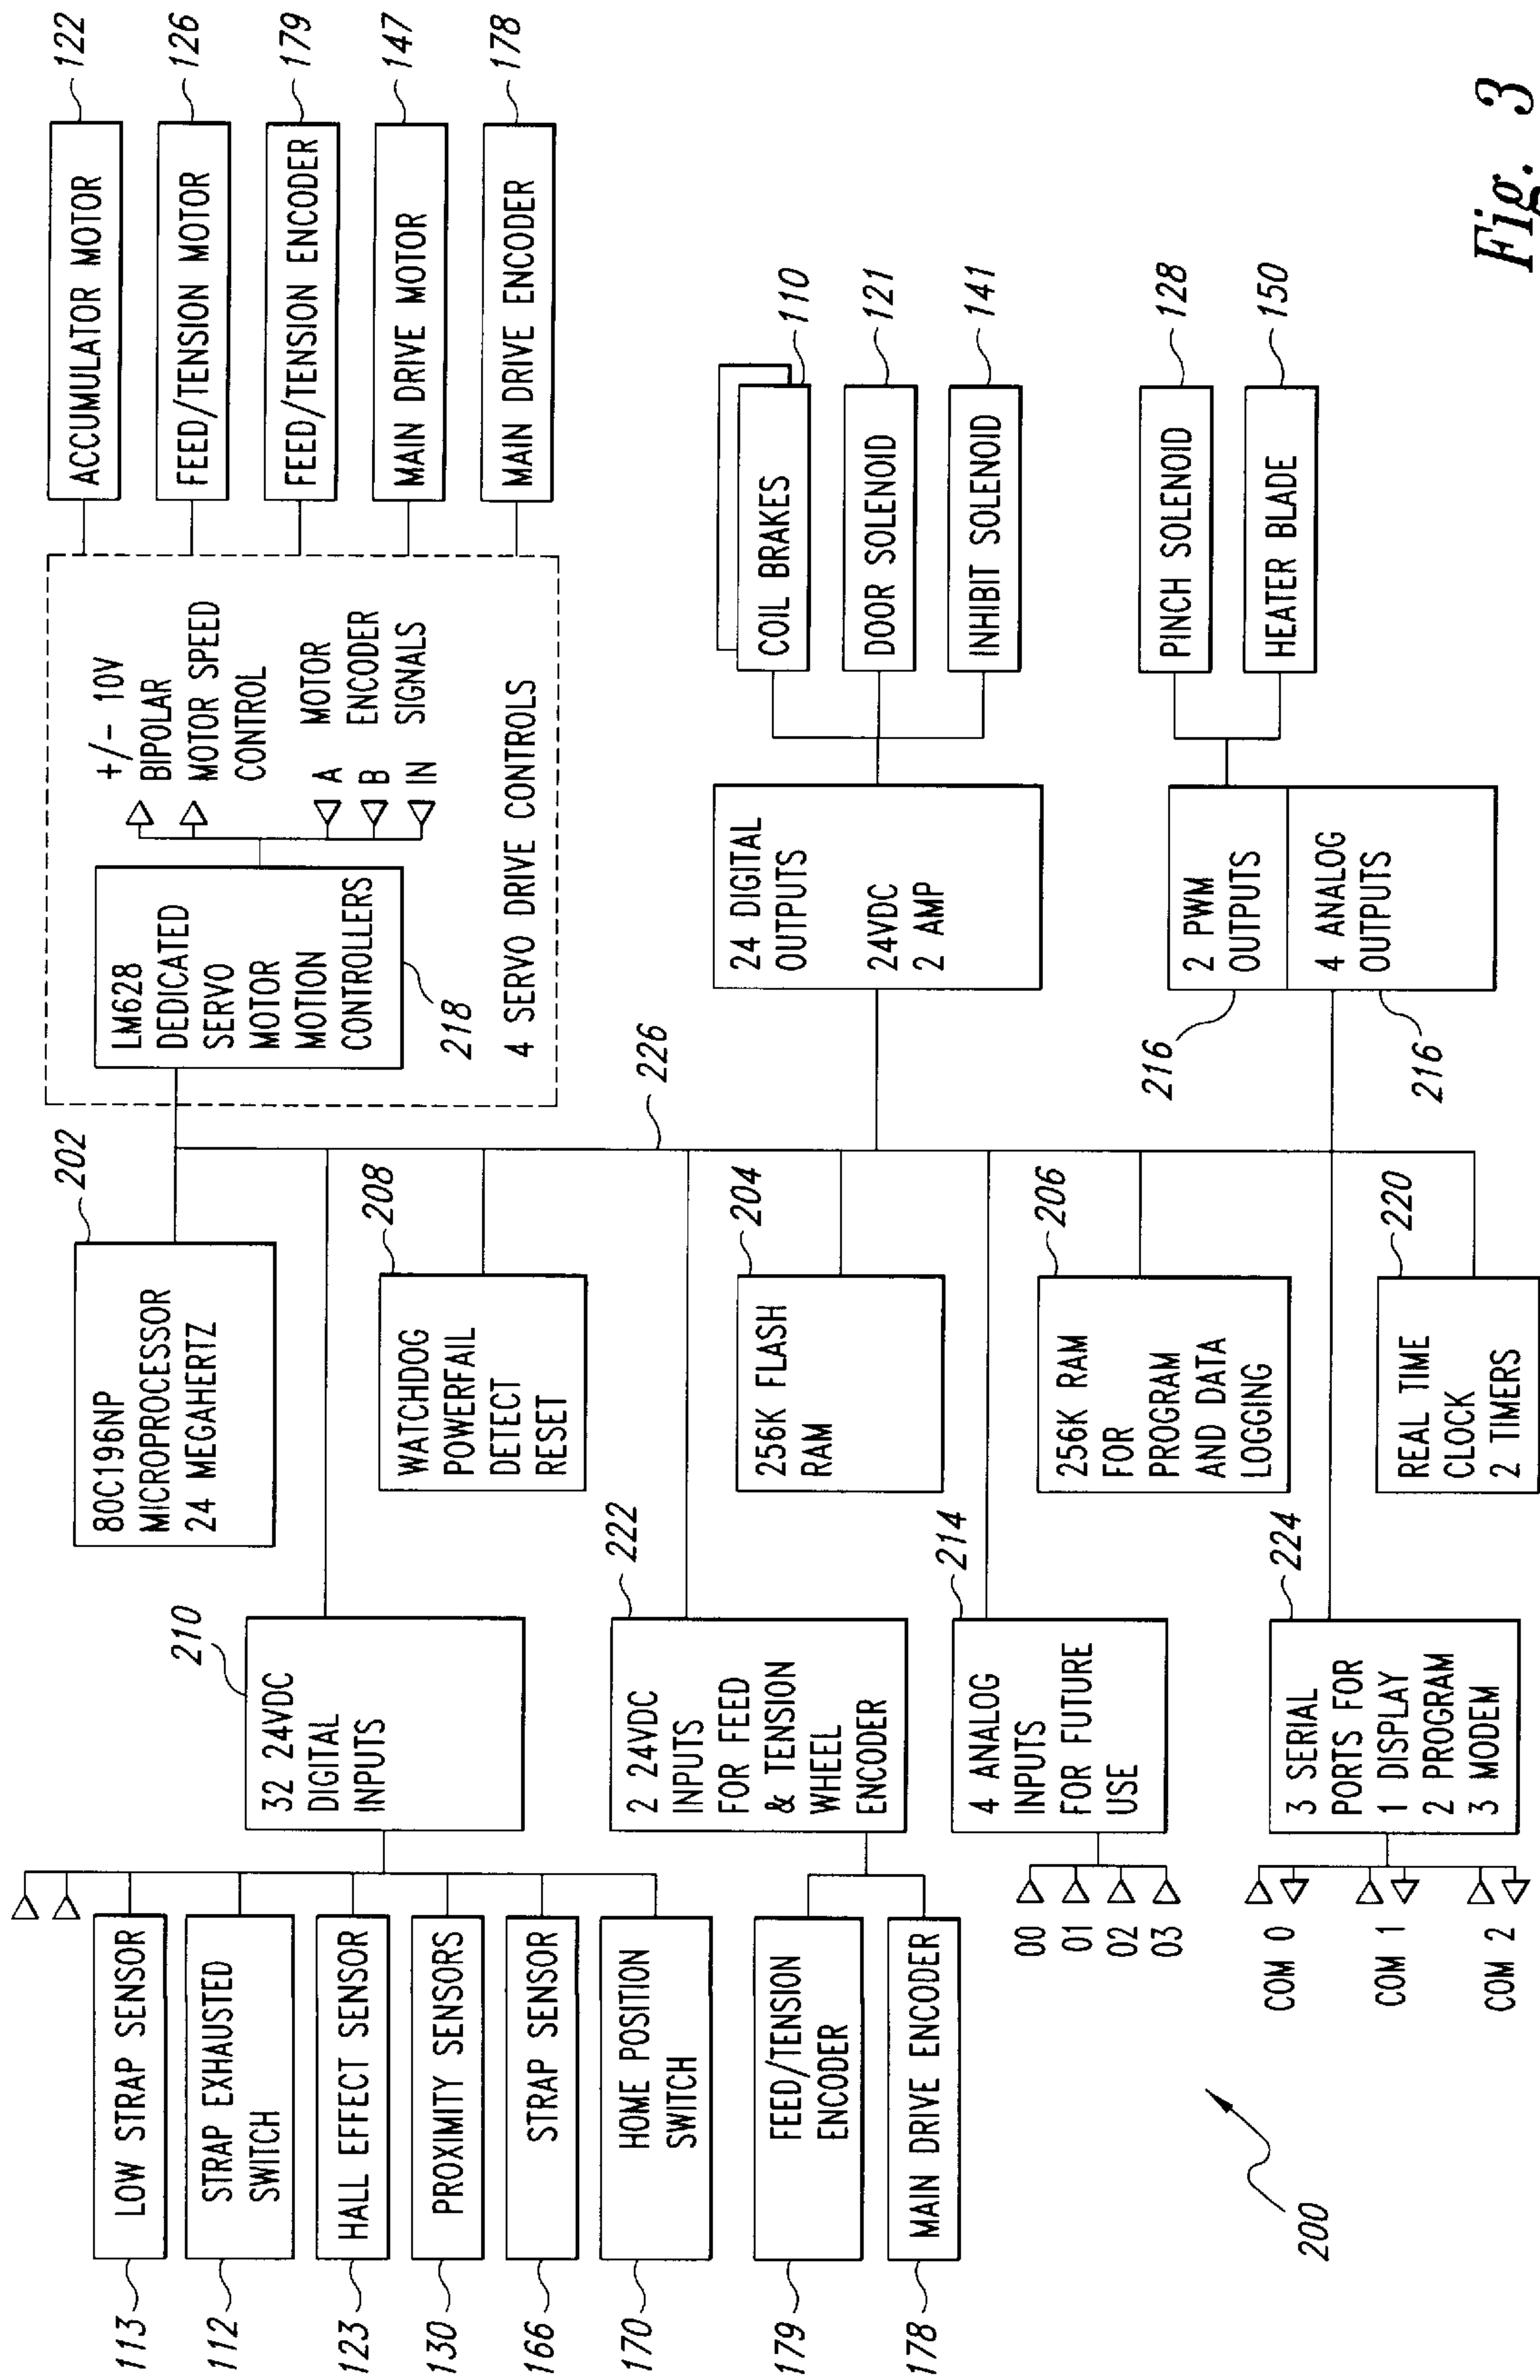 113
LOW STRAP SENSOR
112
STRAP EXHAUSTED
SWITCH
123
HALL EFFECT SENSOR
130
PROXIMITY SENSORS
166
STRAP SENSOR
170
HOME POSITION
SWITCH
179
FEED/TENSION
ENCODER
178
MAIN DRIVE ENCODER
00
01
02
03
COM 0
COM 1
COM 2
200
210
32 24VDC
DIGITAL
INPUTS
222
2 24VDC
INPUTS
FOR FEED
& TENSION
WHEEL
ENCODER
214
4 ANALOG
INPUTS
FOR FUTURE
USE
224
3 SERIAL
PORTS FOR
1 DISPLAY
2 PROGRAM
3 MODEM
202
80C196NP
MICROPROCESSOR
24 MEGAHERTZ
208
WATCHDOG
POWERFAIL
DETECT
RESET
204
256K FLASH
RAM
206
256K RAM
FOR
PROGRAM
AND DATA
LOGGING
220
REAL TIME
CLOCK
2 TIMERS
226
LM628
DEDICATED
SERVO
MOTOR
MOTION
CONTROLLERS
218
+/- 10V
BIPOLAR
MOTOR SPEED
CONTROL
A MOTOR
B ENCODER
IN SIGNALS
4 SERVO DRIVE CONTROLS
24 DIGITAL
OUTPUTS
24VDC
2 AMP
2 PWM
OUTPUTS
216
4 ANALOG
OUTPUTS
216
ACCUMULATOR MOTOR
122
FEED/TENSION MOTOR
126
FEED/TENSION ENCODER
179
MAIN DRIVE MOTOR
147
MAIN DRIVE ENCODER
178
COIL BRAKES
110
DOOR SOLENOID
121
INHIBIT SOLENOID
141
PINCH SOLENOID
128
HEATER BLADE
150
Fig. 3